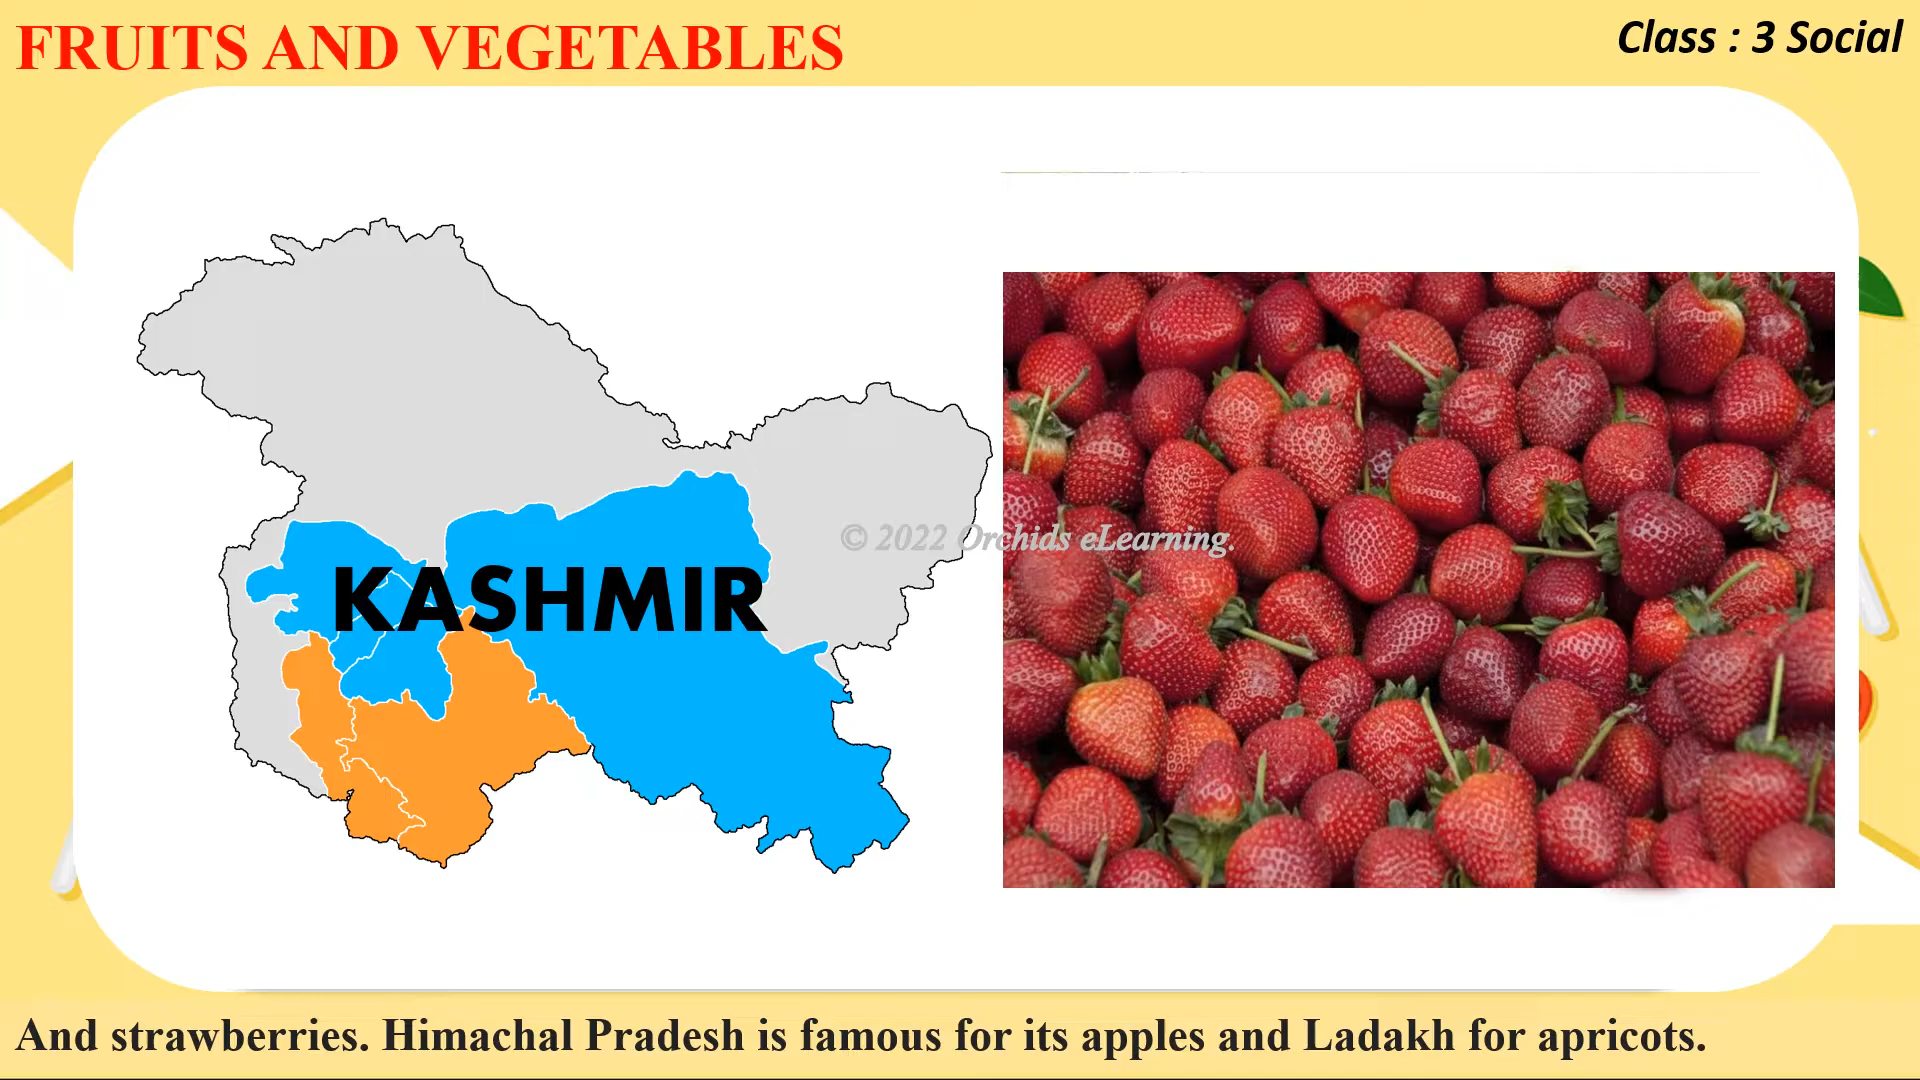 FRUITS AND VEGETABLES
Class : 3 Social
KASHMIR
© 2022 Orchids eLearning.
And strawberries. Himachal Pradesh is famous for its apples and Ladakh for apricots.